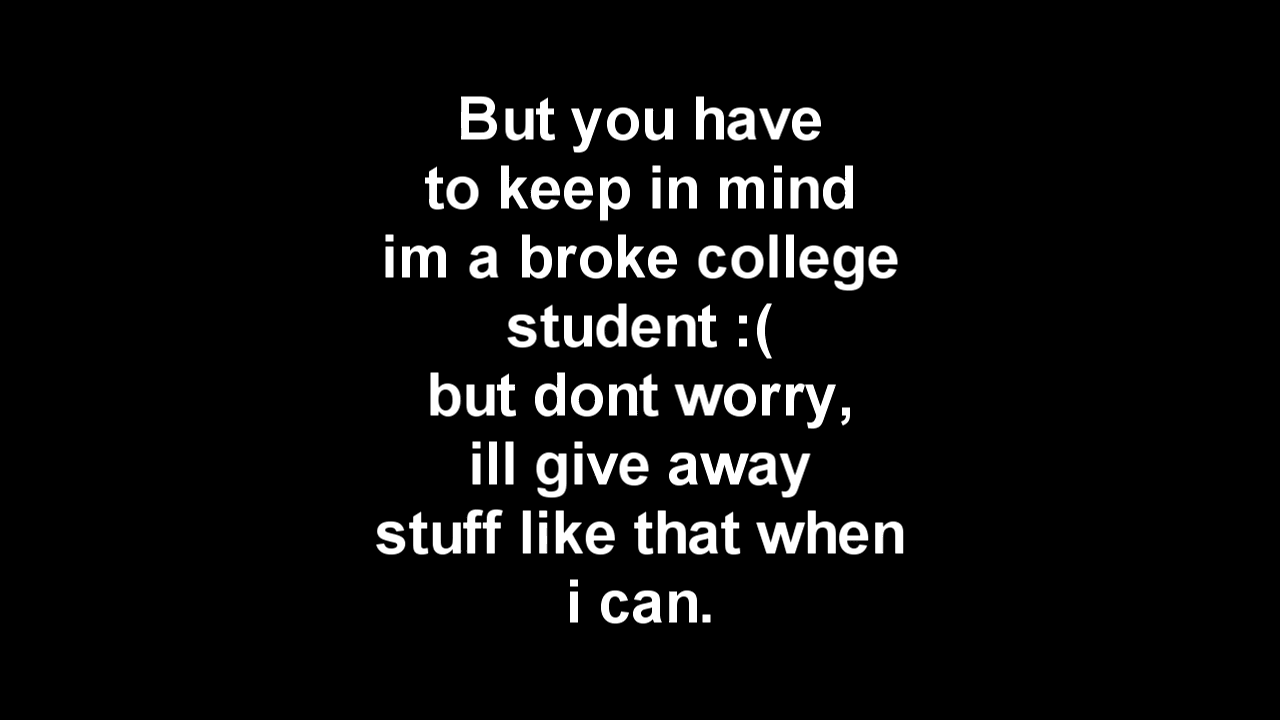 But you have
to keep in mind
im a broke college
student :(
but dont worry,
ill give away
stuff like that when
i can.